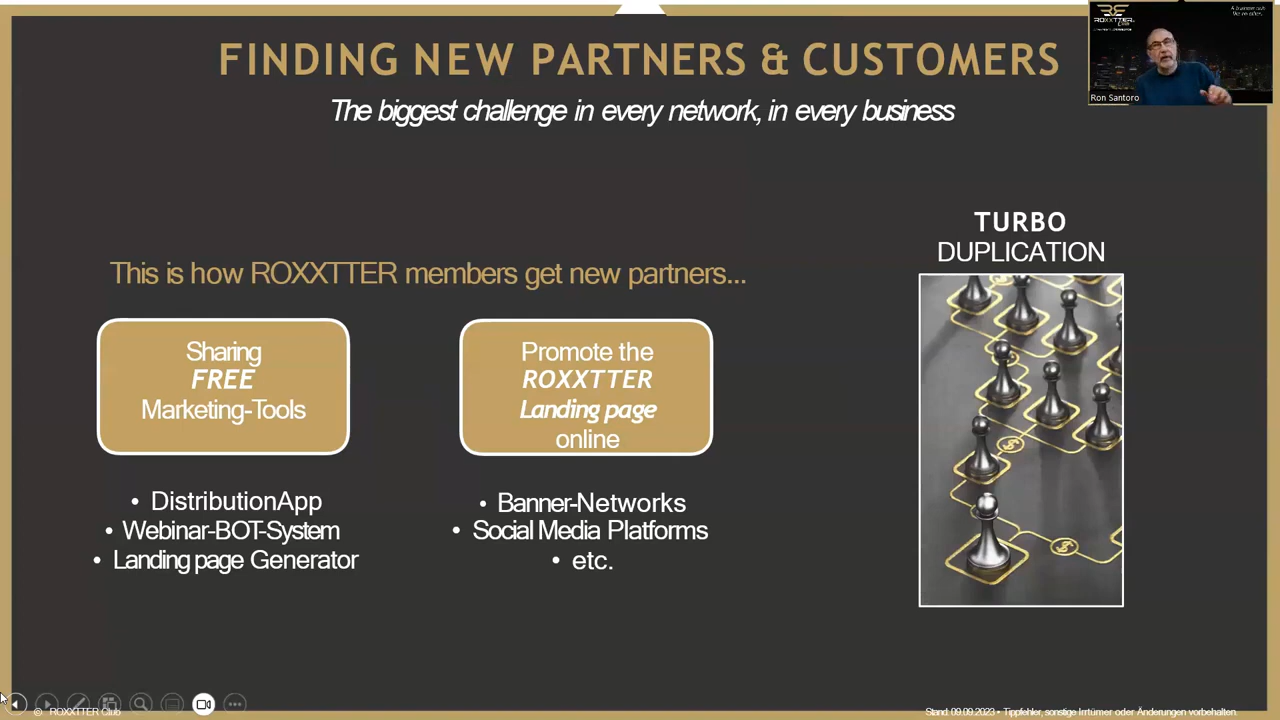 FINDING NEW PARTNERS & CUSTOMERS
The biggest challenge in every network, in every business
ROXXTTER
Club
Ron Santoro
TURBO
DUPLICATION
This is how ROXXTTER members get new partners...
Sharing
FREE
Marketing-Tools
Promote the
ROXXTTER
Landing page
online
• DistributionApp
• Webinar-BOT-System
• Landing page Generator
• Banner-Networks
• Social Media Platforms
• etc.
© ROXXTTER Club
Stand: 09.09.2023 • Tippfehler, sonstige Irrtümer oder Änderungen vorbehalten.